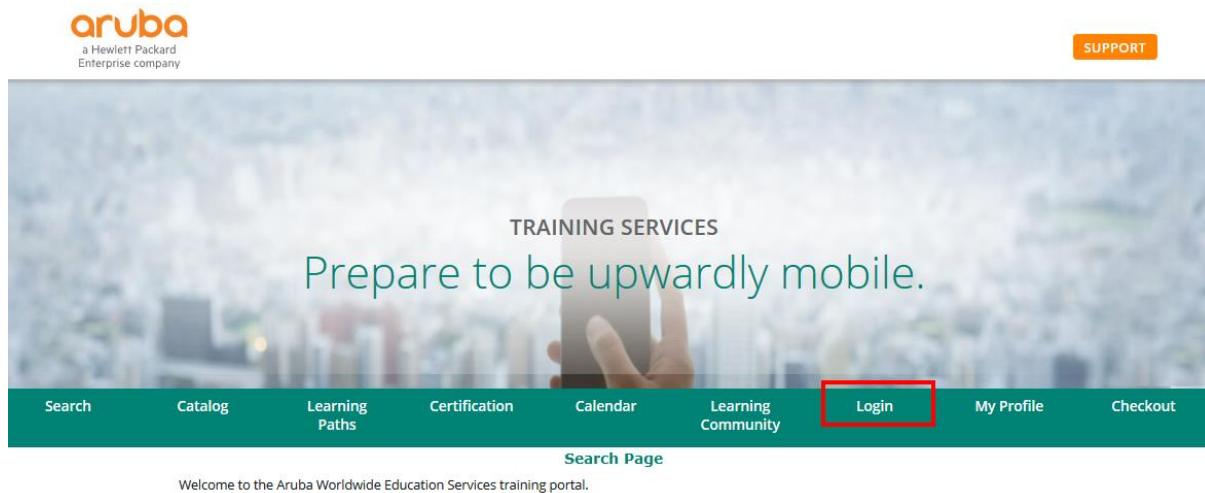 aruba
a Hewlett Packard
Enterprise company
SUPPORT
TRAINING SERVICES
Prepare to be upwardly mobile.
Search Catalog Learning Paths Certification Calendar Learning Community Login My Profile Checkout
Search Page
Welcome to the Aruba Worldwide Education Services training portal.